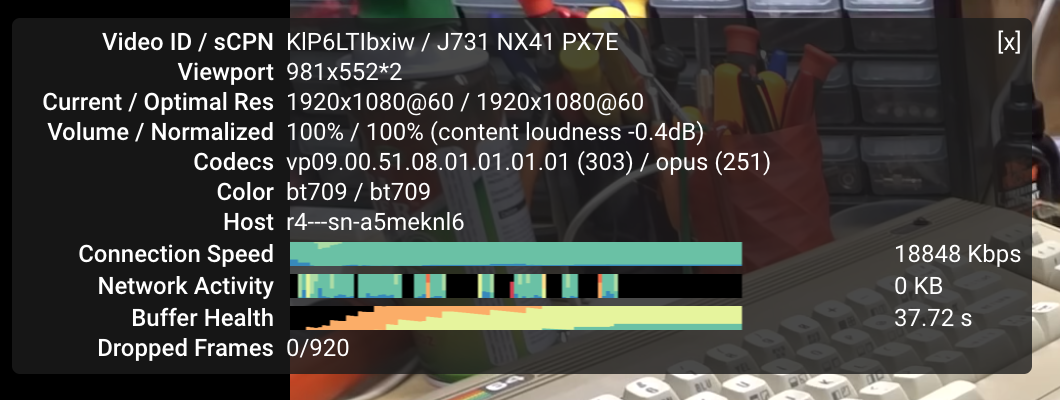 Video ID / sCPN KlP6LTIbxiw / J731 NX41 PX7E [x]
Viewport 981x552*2
Current / Optimal Res 1920x1080@60 / 1920x1080@60
Volume / Normalized 100% / 100% (content loudness -0.4dB)
Codecs vp09.00.51.08.01.01.01.01 (303) / opus (251)
Color bt709 / bt709
Host r4---sn-a5meknl6
Connection Speed 18848 Kbps
Network Activity 0 KB
Buffer Health 37.72 s
Dropped Frames 0/920